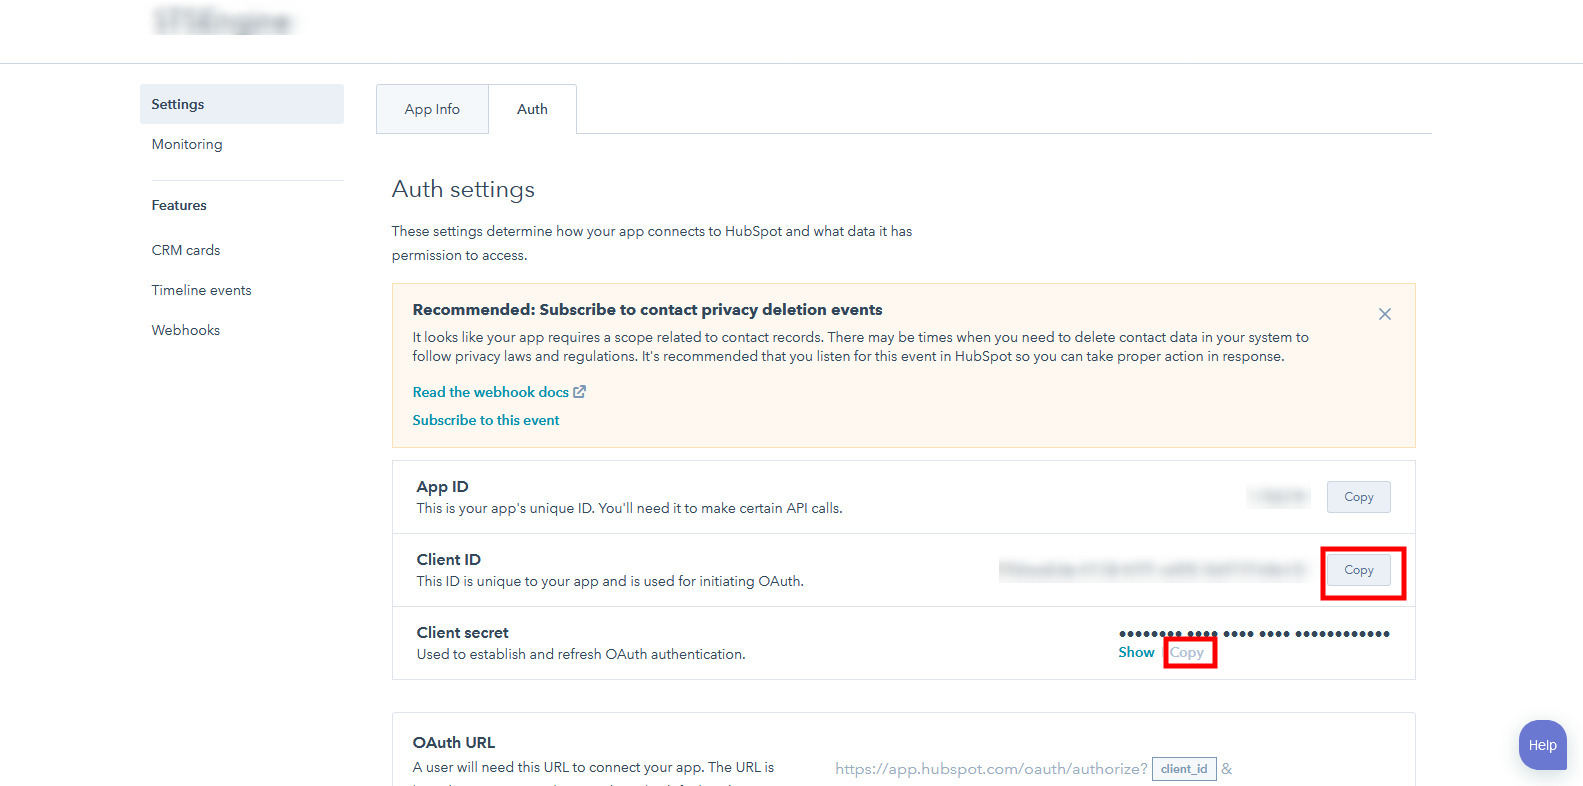 Settings
Monitoring
Features
CRM cards
Timeline events
Webhooks
App Info
Auth
Auth settings
These settings determine how your app connects to HubSpot and what data it has
permission to access.
Recommended: Subscribe to contact privacy deletion events
It looks like your app requires a scope related to contact records. There may be times when you need to delete contact data in your system to
follow privacy laws and regulations. It's recommended that you listen for this event in HubSpot so you can take proper action in response.
Read the webhook docs
Subscribe to this event
App ID
This is your app's unique ID. You'll need it to make certain API calls.
Copy
Client ID
This ID is unique to your app and is used for initiating OAuth.
Copy
Client secret
Used to establish and refresh OAuth authentication.
•••••••• •••• •••• •••• ••••••••••••
Show Copy
OAuth URL
A user will need this URL to connect your app. The URL is
https://app.hubspot.com/oauth/authorize? client_id &
Help